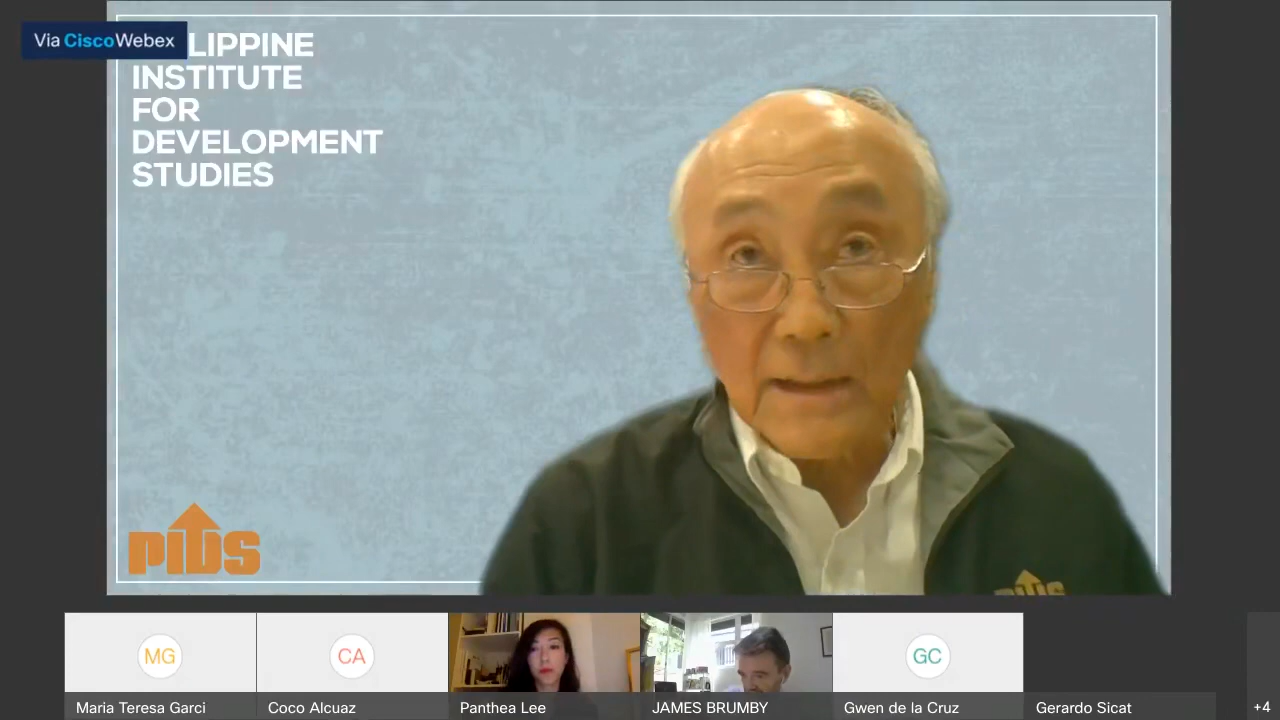 Via CiscoWebex
LIPPINE
INSTITUTE
FOR
DEVELOPMENT
STUDIES
PIDS
PIDS
MG
CA
GC
Maria Teresa Garci
Coco Alcuaz
Panthea Lee
JAMES BRUMBY
Gwen de la Cruz
Gerardo Sicat
+4